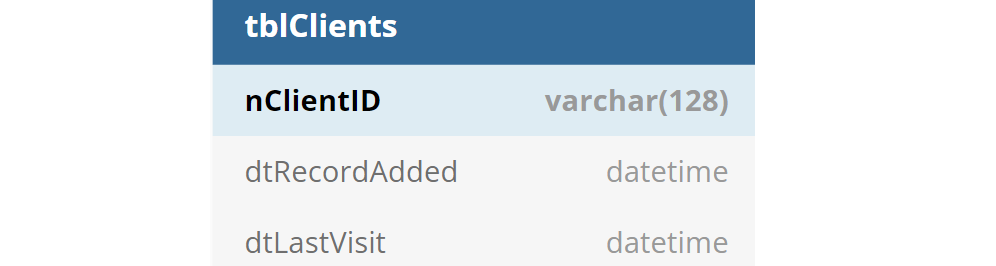 tblClients
nClientID varchar(128)
dtRecordAdded datetime
dtLastVisit datetime